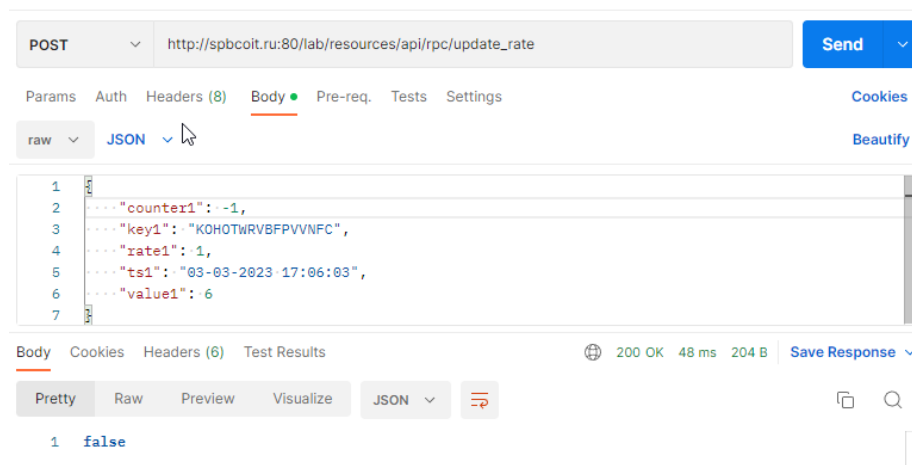 POST http://spbcoit.ru:80/lab/resources/api/rpc/update_rate Send
Params Auth Headers (8) Body Pre-req. Tests Settings Cookies
raw JSON Beautify
1 {
2 ····"counter1":·-1,
3 ····"key1":·"KOHOTWRVBFPVVNFC",
4 ····"rate1":·1,
5 ····"ts1":·"03-03-2023·17:06:03",
6 ····"value1":·6
7 }
Body Cookies Headers (6) Test Results 200 OK 48 ms 204 B Save Response
Pretty Raw Preview Visualize JSON
1 false